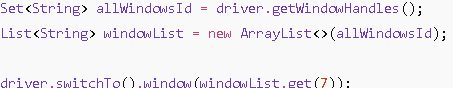 Set<String> allWindowsId = driver.getWindowHandles();
List<String> windowList = new ArrayList<>(allWindowsId);
driver.switchTo().window(windowList.get(7));